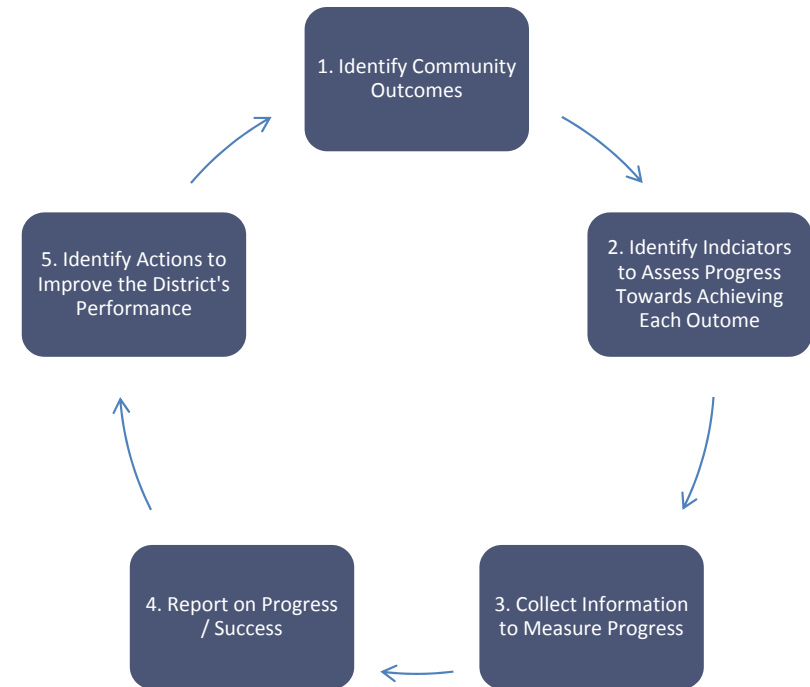 1. Identify Community
Outcomes
2. Identify Indciators
to Assess Progress
Towards Achieving
Each Outcome
3. Collect Information
to Measure Progress
4. Report on Progress
/ Success
5. Identify Actions to
Improve the District's
Performance